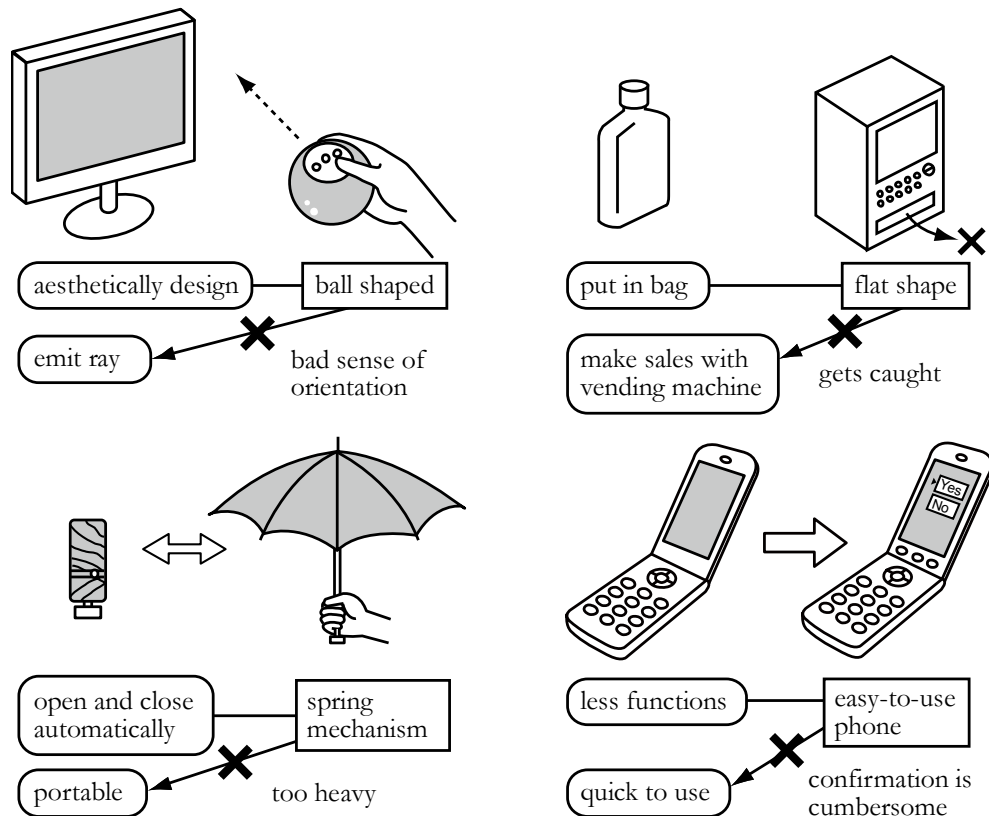 aesthetically design
ball shaped
emit ray
bad sense of
orientation
put in bag
flat shape
make sales with
vending machine
gets caught
open and close
automatically
spring
mechanism
portable
too heavy
Yes
No
less functions
easy-to-use
phone
quick to use
confirmation is
cumbersome